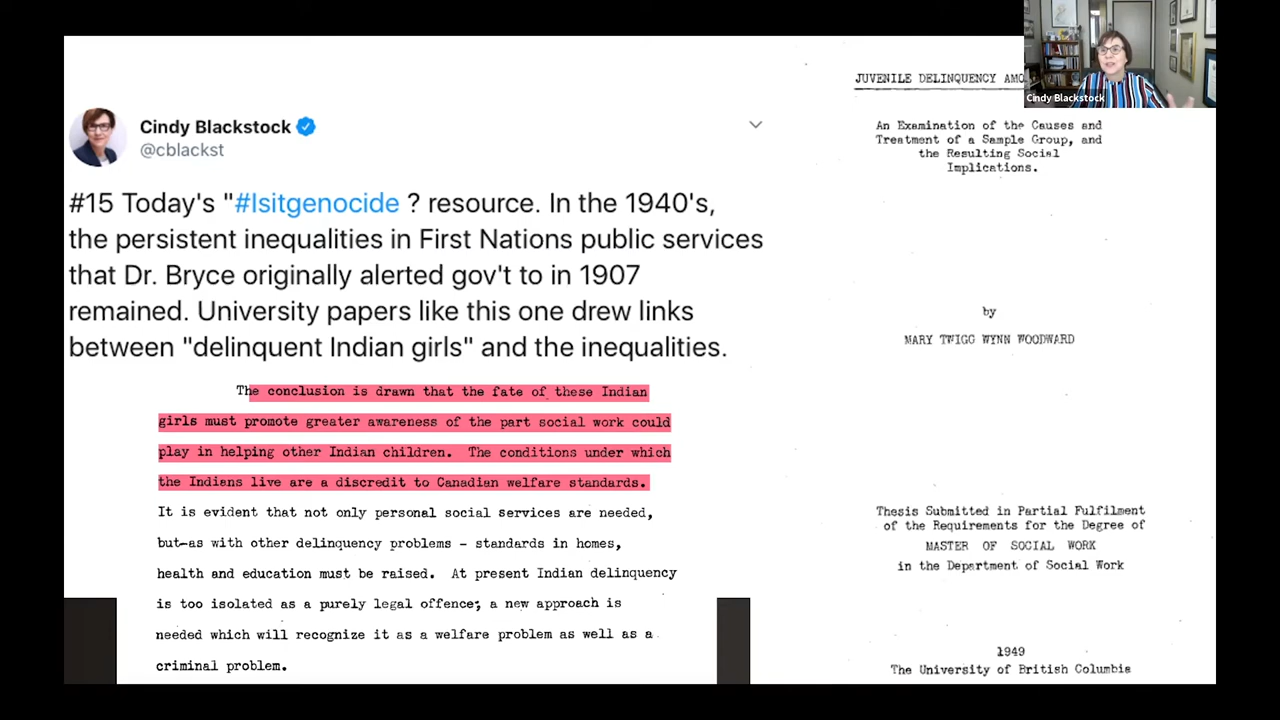 Cindy Blackstock
@cblackst
#15 Today's "#Isitgenocide ? resource. In the 1940's,
the persistent inequalities in First Nations public services
that Dr. Bryce originally alerted gov't to in 1907
remained. University papers like this one drew links
between "delinquent Indian girls" and the inequalities.
The conclusion is drawn that the fate of these Indian
girls must promote greater awareness of the part social work could
play in helping other Indian children. The conditions under which
the Indians live are a discredit to Canadian welfare standards.
It is evident that not only personal social services are needed,
but—as with other delinquency problems – standards in homes,
health and education must be raised. At present Indian delinquency
is too isolated as a purely legal offence; a new approach is
needed which will recognize it as a welfare problem as well as a
criminal problem.
JUVENILE DELINQUENCY
An Examination of the Causes and
Treatment of a Sample Group, and
the Resulting Social
Implications.
by
MARY TWIGG WYNN WOODWARD
Thesis Submitted in Partial Fulfilment
of the Requirements for the Degree of
MASTER OF SOCIAL WORK
in the Department of Social Work
1949
The University of British Columbia
Cindy Blackstock